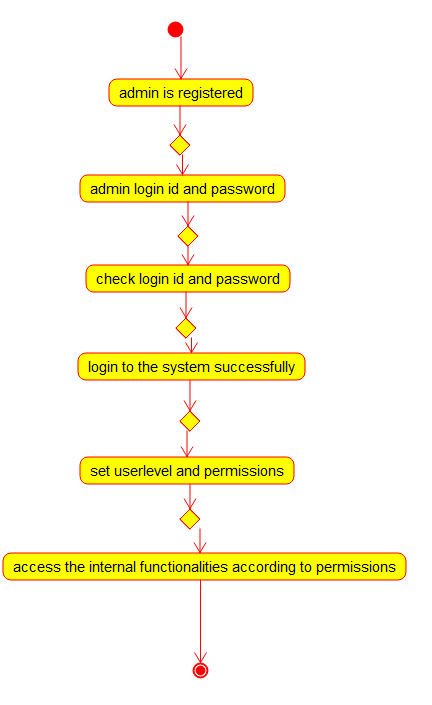 admin is registered
admin login id and password
check login id and password
login to the system successfully
set userlevel and permissions
access the internal functionalities according to permissions